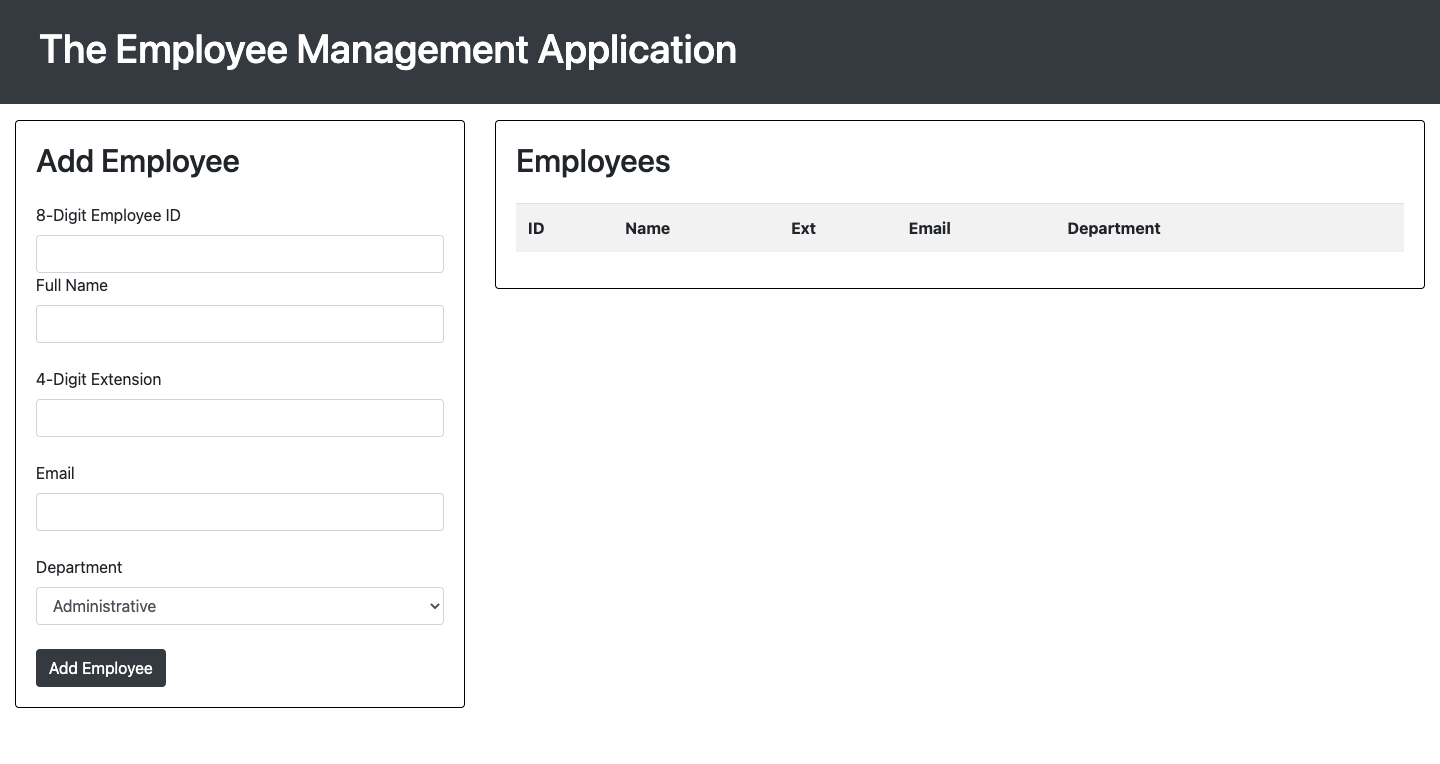 The Employee Management Application
Add Employee
8-Digit Employee ID
Full Name
4-Digit Extension
Email
Department
Administrative
Add Employee
Employees
ID Name Ext Email Department